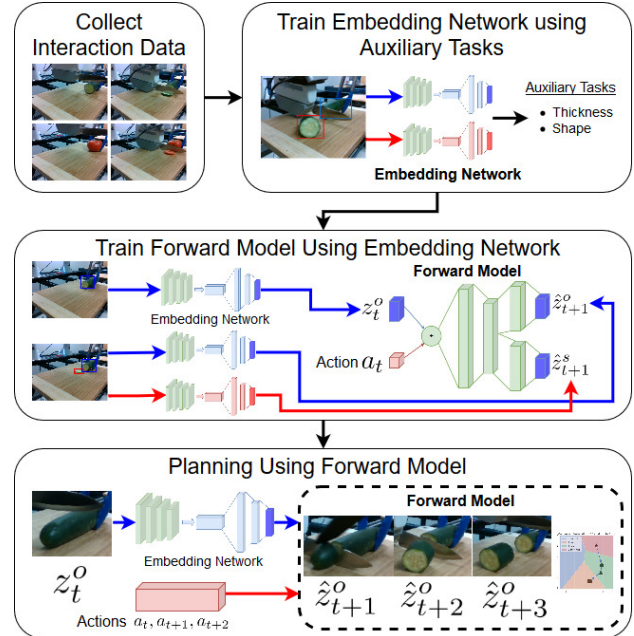 Collect
Interaction Data
Train Embedding Network using
Auxiliary Tasks
Auxiliary Tasks
• Thickness
• Shape
Embedding Network
Train Forward Model Using Embedding Network
Forward Model
Embedding Network
z_t^o
Action a_t
ẑ_{t+1}^o
ẑ_{t+1}^s
Planning Using Forward Model
Forward Model
Embedding Network
z_t^o
Actions a_t, a_{t+1}, a_{t+2}
ẑ_{t+1}^o ẑ_{t+2}^o ẑ_{t+3}^o